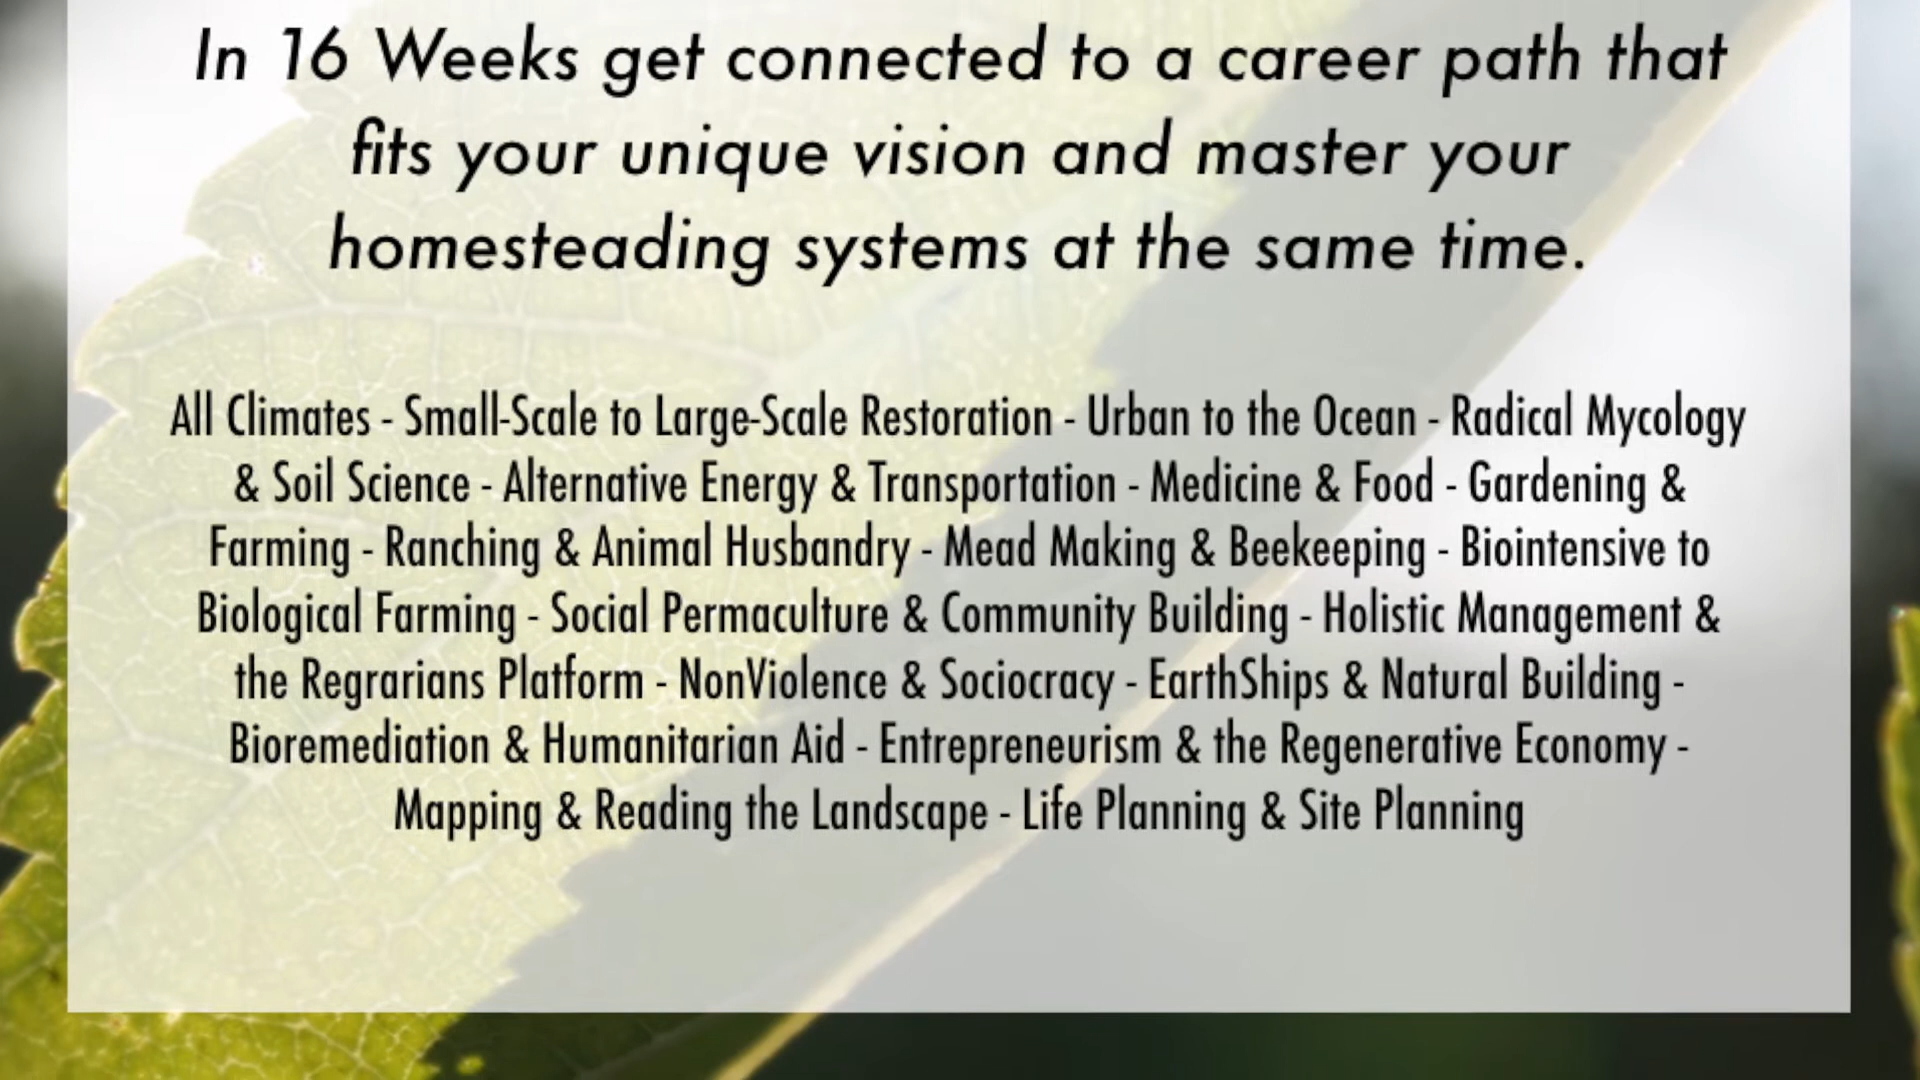 In 16 Weeks get connected to a career path that
fits your unique vision and master your
homesteading systems at the same time.
All Climates - Small-Scale to Large-Scale Restoration - Urban to the Ocean - Radical Mycology
& Soil Science - Alternative Energy & Transportation - Medicine & Food - Gardening &
Farming - Ranching & Animal Husbandry - Mead Making & Beekeeping - Biointensive to
Biological Farming - Social Permaculture & Community Building - Holistic Management &
the Regrarians Platform - NonViolence & Sociocracy - EarthShips & Natural Building -
Bioremediation & Humanitarian Aid - Entrepreneurism & the Regenerative Economy -
Mapping & Reading the Landscape - Life Planning & Site Planning